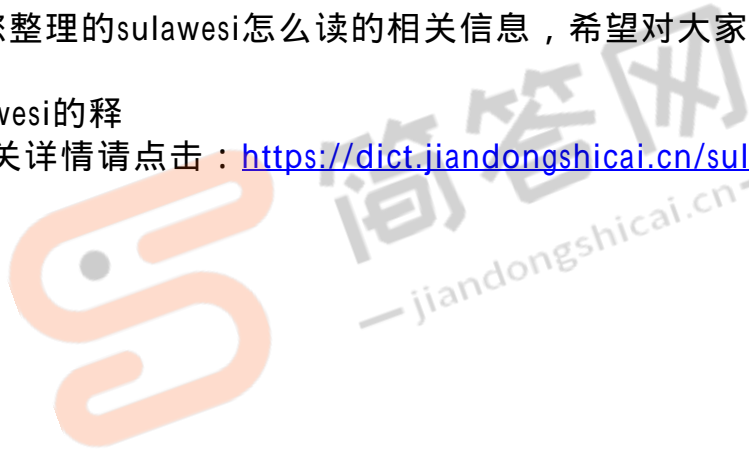 整理的sulawesi怎么读的相关信息，希望对大家
wesi的释
详情请点击：https://dict.jiandongshicai.cn/sul
简答网
jiandongshicai.cn